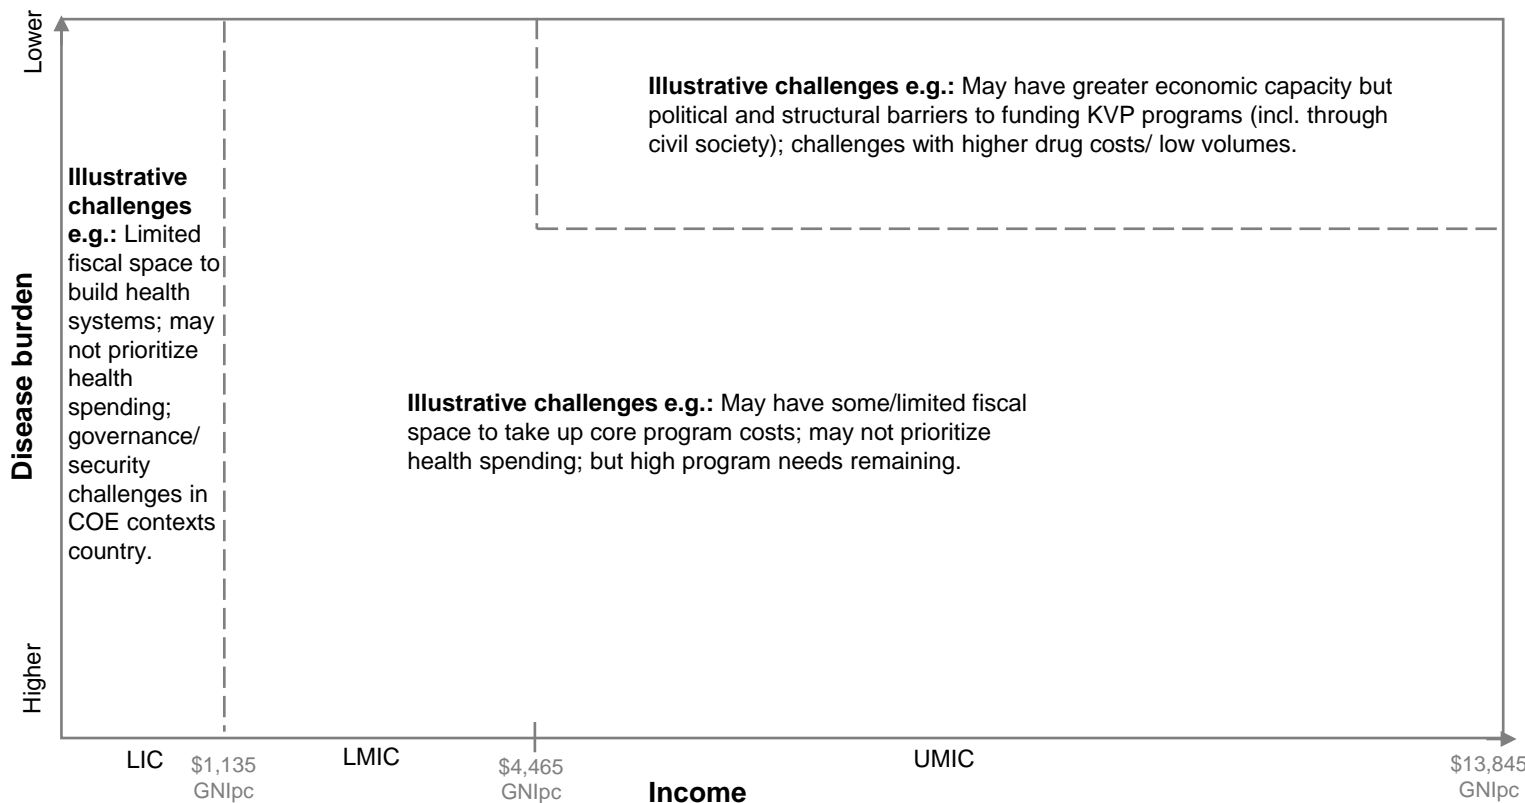 Lower
Illustrative challenges e.g.: May have greater economic capacity but
political and structural barriers to funding KVP programs (incl. through
civil society); challenges with higher drug costs/ low volumes.
Illustrative
challenges
e.g.: Limited
fiscal space to
build health
systems; may
not prioritize
health
spending;
governance/
security
challenges in
COE contexts
country.
Disease burden
Illustrative challenges e.g.: May have some/limited fiscal
space to take up core program costs; may not prioritize
health spending; but high program needs remaining.
Higher
LIC
$1,135
GNIpc
LMIC
$4,465
GNIpc
UMIC
$13,845
GNIpc
Income